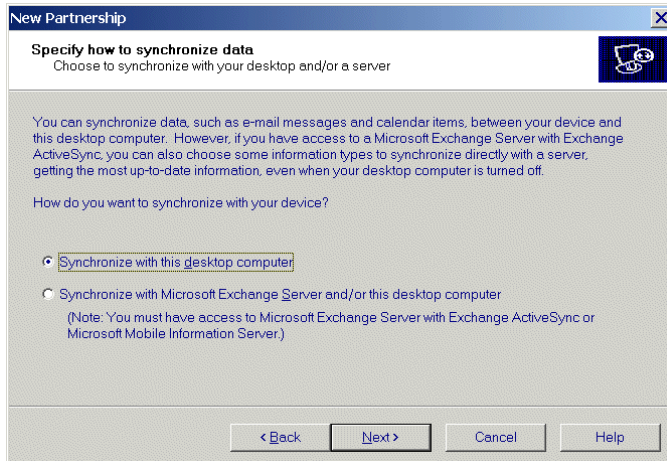 New Partnership
Specify how to synchronize data
Choose to synchronize with your desktop and/or a server
You can synchronize data, such as e-mail messages and calendar items, between your device and
this desktop computer. However, if you have access to a Microsoft Exchange Server with Exchange
ActiveSync, you can also choose some information types to synchronize directly with a server,
getting the most up-to-date information, even when your desktop computer is turned off.
How do you want to synchronize with your device?
Synchronize with this desktop computer
Synchronize with Microsoft Exchange Server and/or this desktop computer
(Note: You must have access to Microsoft Exchange Server with Exchange ActiveSync or
Microsoft Mobile Information Server.)
< Back Next > Cancel Help